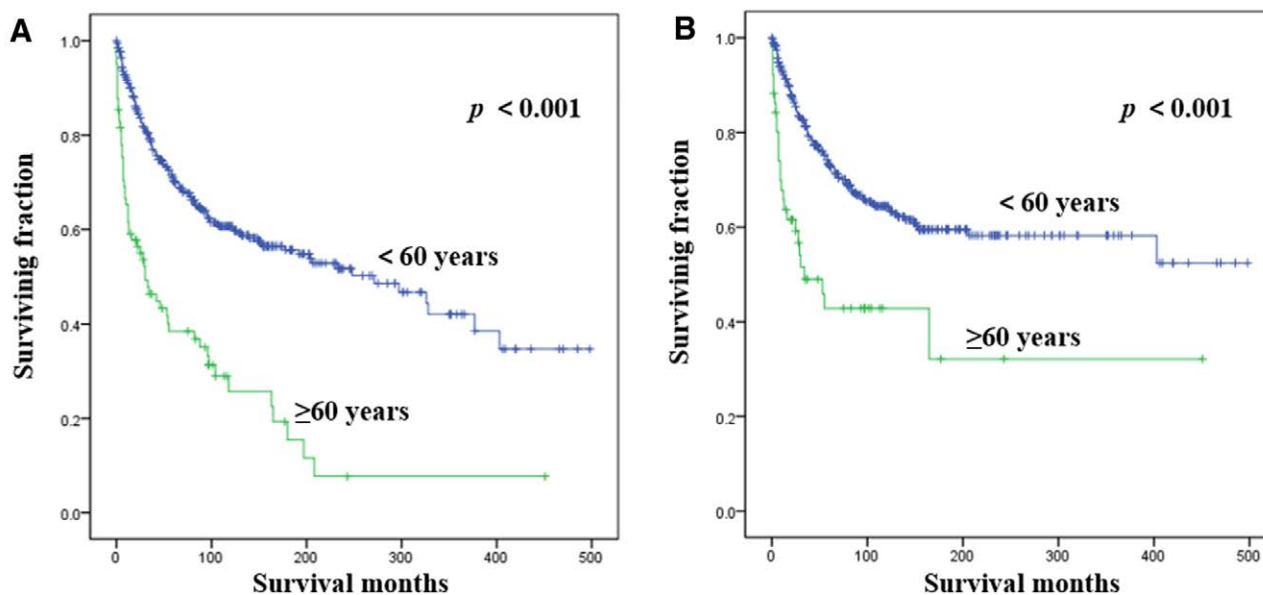 A
Survivinig fraction
1.0
0.8
0.6
0.4
0.2
0.0
p < 0.001
< 60 years
≥60 years
0 100 200 300 400 500
Survival months
B
Survivinig fraction
1.0
0.8
0.6
0.4
0.2
0.0
p < 0.001
< 60 years
≥60 years
0 100 200 300 400 500
Survival months